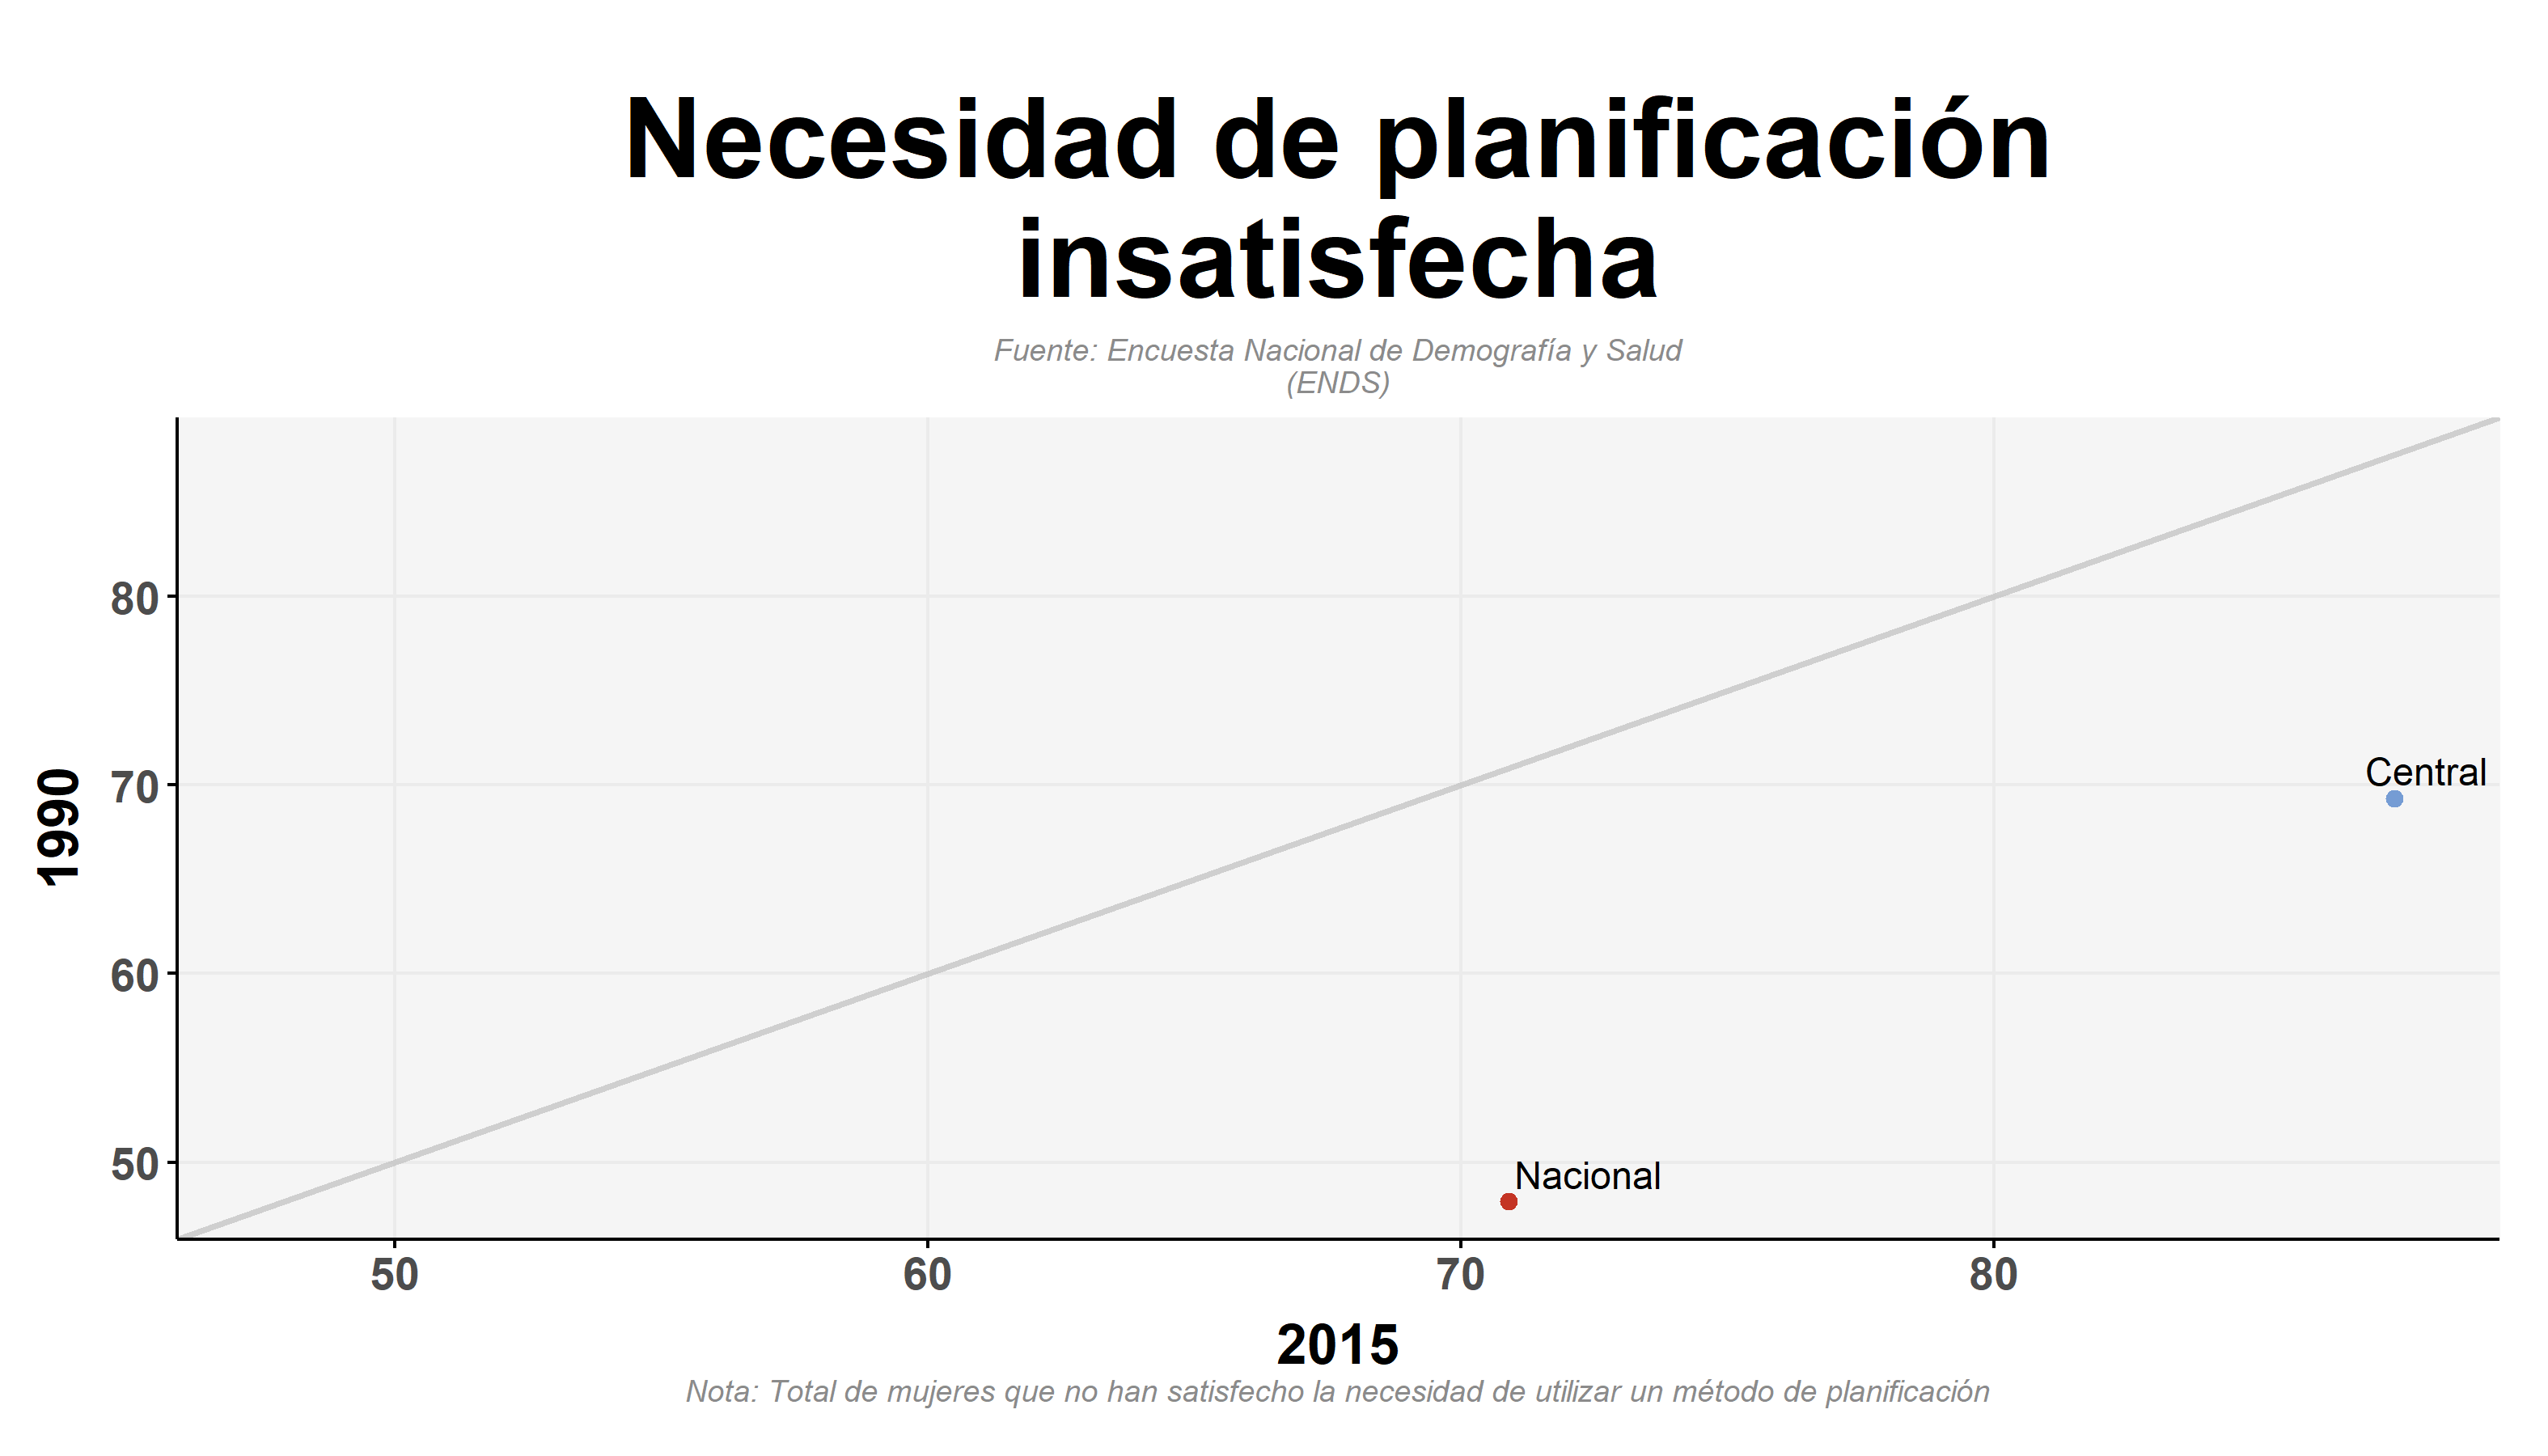 Necesidad de planificación
insatisfecha
Fuente: Encuesta Nacional de Demografía y Salud
(ENDS)
80
70
60
50
1990
Central
Nacional
50 60 70 80
2015
Nota: Total de mujeres que no han satisfecho la necesidad de utilizar un método de planificación